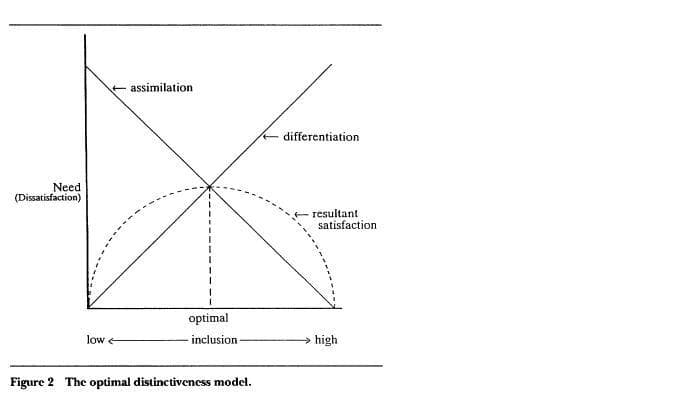 ← assimilation
← differentiation
Need
(Dissatisfaction)
← resultant
satisfaction
optimal
low ← inclusion → high
Figure 2 The optimal distinctiveness model.